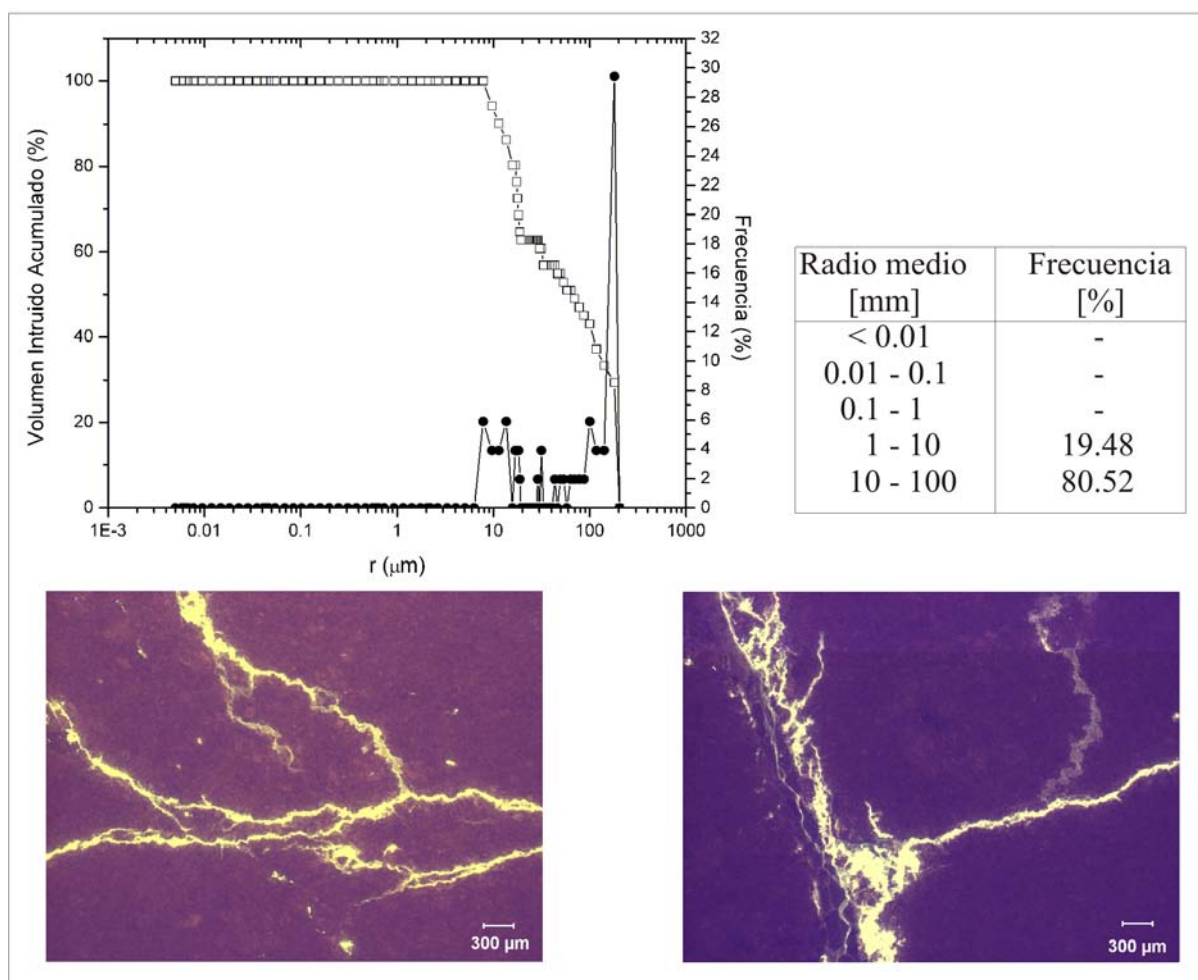 Volumen Intruido Acumulado (%)
100
80
60
40
20
0
32
30
28
26
24
22
20
18
16
14
12
10
8
6
4
2
0
Frecuencia (%)
1E-3 0.01 0.1 1 10 100 1000
r (μm)
Radio medio Frecuencia
[mm] [%]
< 0.01 -
0.01 - 0.1 -
0.1 - 1 -
1 - 10 19.48
10 - 100 80.52
300 μm
300 μm